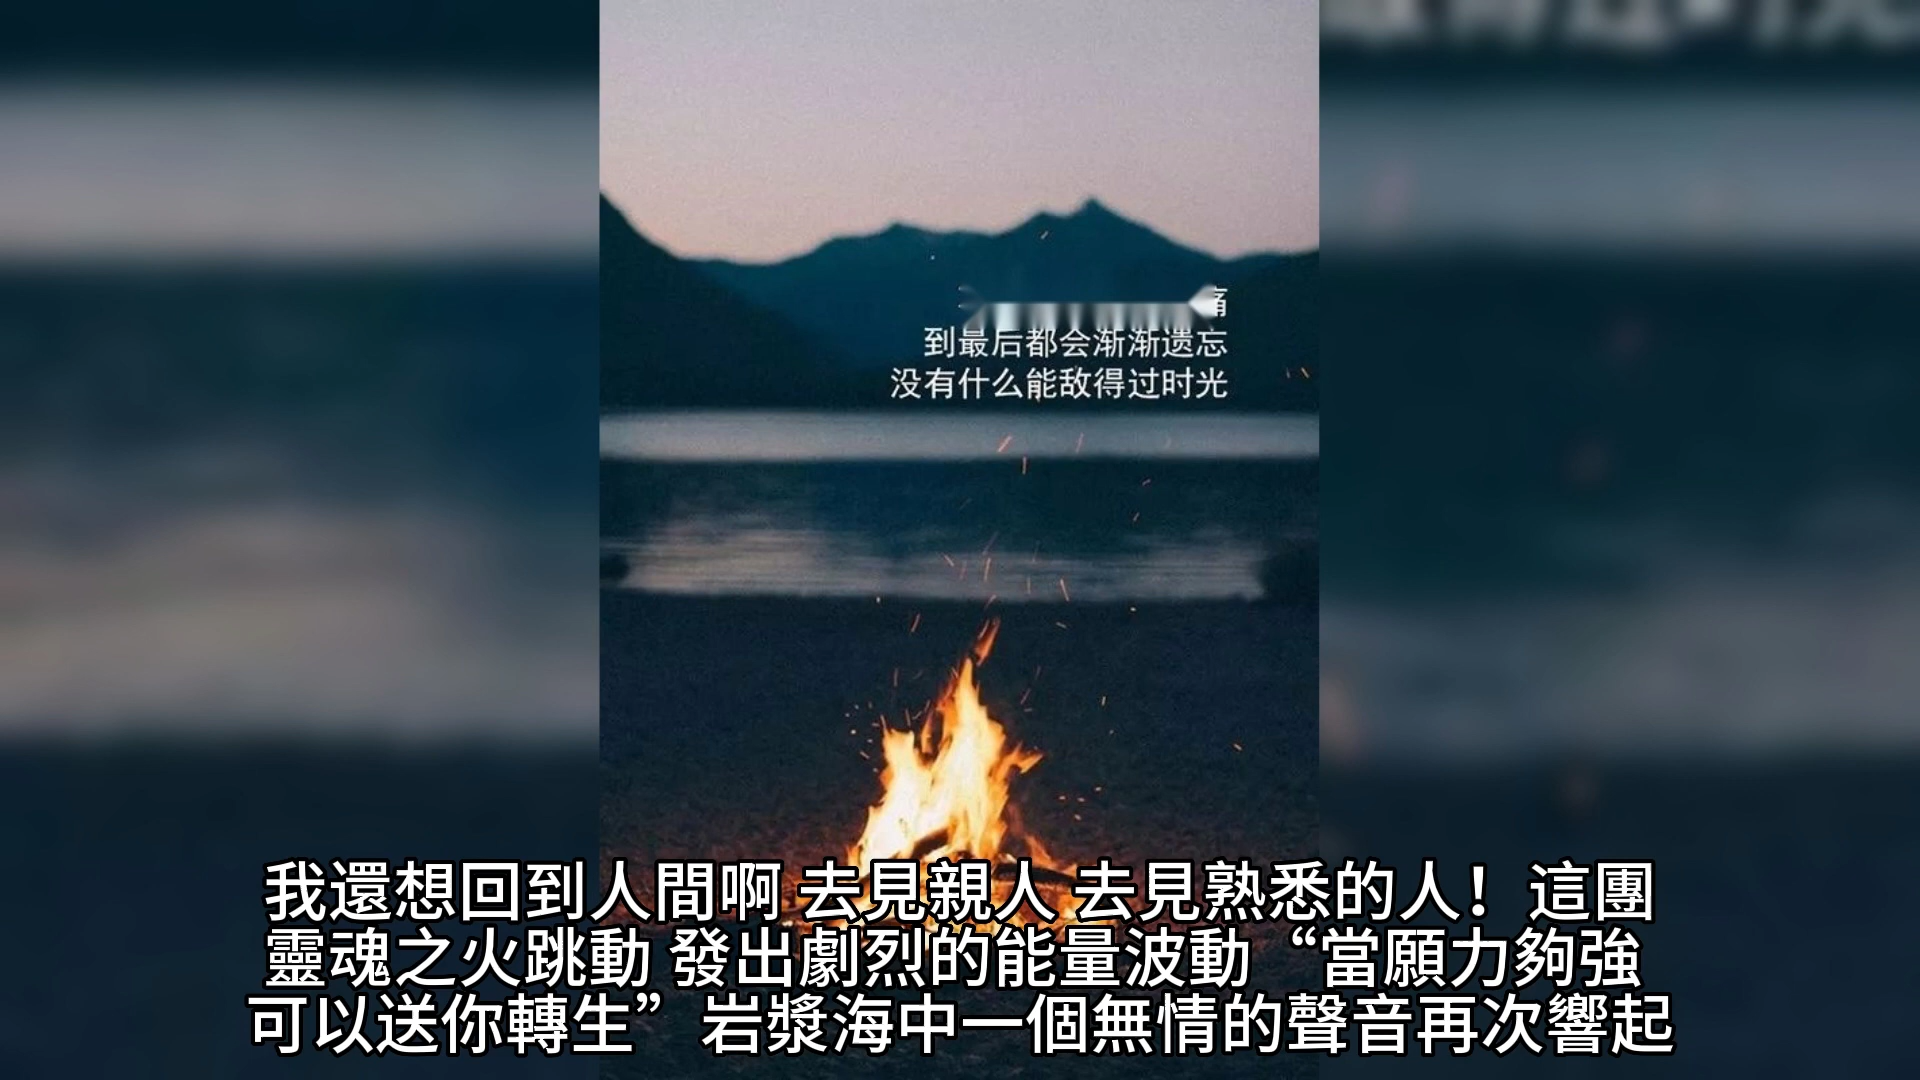 痛
到最后都会渐渐遗忘
没有什么能敌得过时光
我還想回到人間啊 去見親人 去見熟悉的人！這團
靈魂之火跳動 發出劇烈的能量波動“當願力夠強
可以送你轉生”岩漿海中一個無情的聲音再次響起